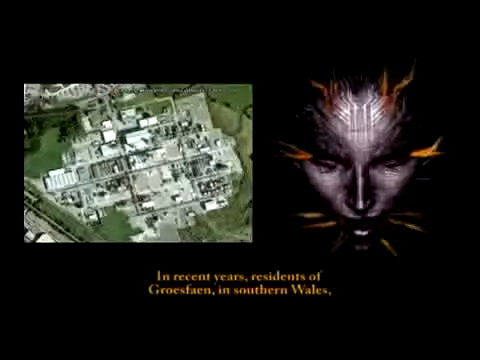 In recent years, residents of
Groesfaen, in southern Wales,